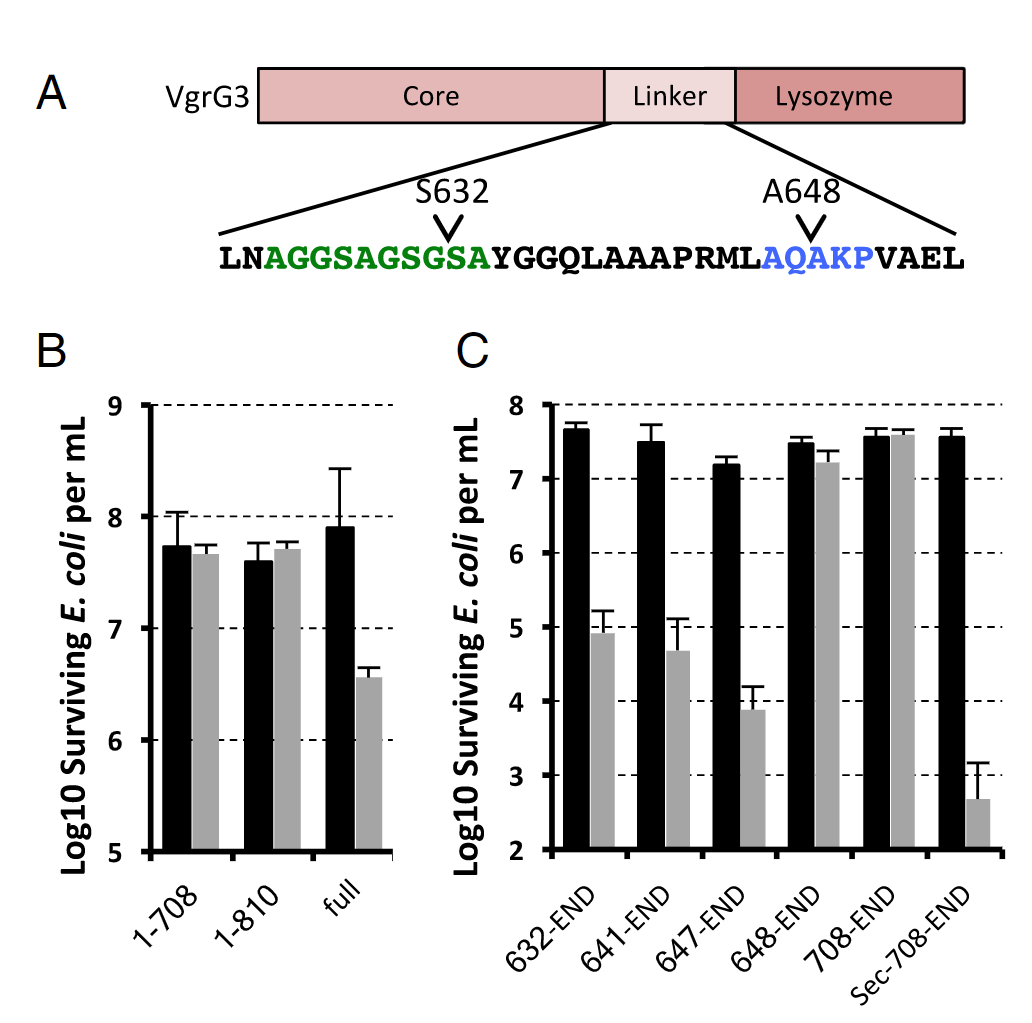 A
VgrG3 Core Linker Lysozyme
S632 A648
LNAGGSAGSGSAYGGQLAAAPRMLAQAKPVAEL
B
Log10 Surviving E. coli per mL
9
8
7
6
5
1-708 1-810 full
C
Log10 Surviving E. coli per mL
8
7
6
5
4
3
2
632-END 641-END 647-END 648-END 708-END Sec-708-END